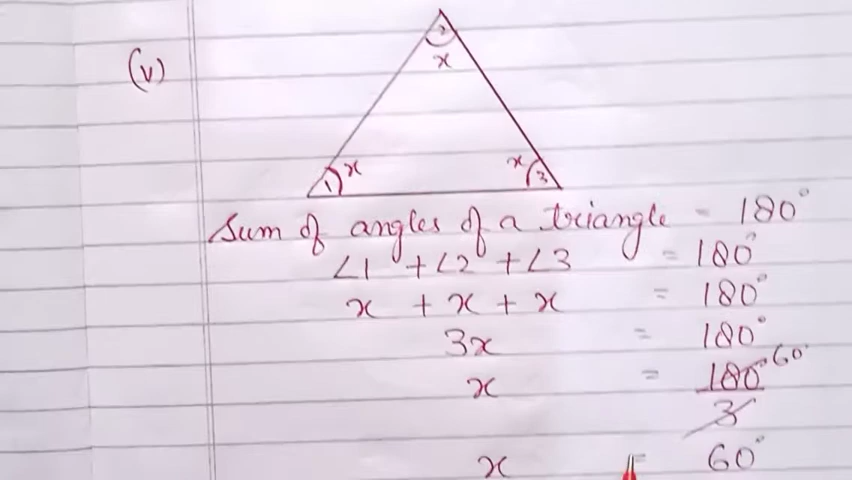 (v)
2
x
x
x
1
3
Sum of angles of a triangle = 180°
∠1 + ∠2 + ∠3 = 180°
x + x + x = 180°
3x = 180°
x = 180° 60°
3
x = 60°